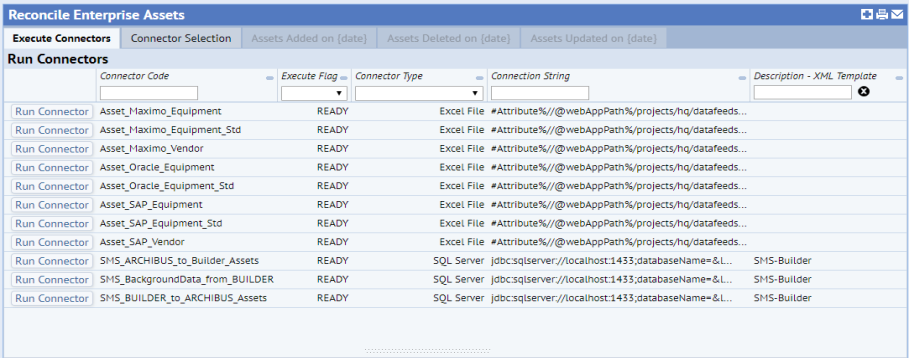 Reconcile Enterprise Assets
Execute Connectors Connector Selection Assets Added on {date} Assets Deleted on {date} Assets Updated on {date}
Run Connectors
Connector Code Execute Flag Connector Type Connection String Description - XML Template
Run Connector Asset_Maximo_Equipment READY Excel File #Attribute%//@webAppPath%/projects/hq/datafeeds...
Run Connector Asset_Maximo_Equipment_Std READY Excel File #Attribute%//@webAppPath%/projects/hq/datafeeds...
Run Connector Asset_Maximo_Vendor READY Excel File #Attribute%//@webAppPath%/projects/hq/datafeeds...
Run Connector Asset_Oracle_Equipment READY Excel File #Attribute%//@webAppPath%/projects/hq/datafeeds...
Run Connector Asset_Oracle_Equipment_Std READY Excel File #Attribute%//@webAppPath%/projects/hq/datafeeds...
Run Connector Asset_SAP_Equipment READY Excel File #Attribute%//@webAppPath%/projects/hq/datafeeds...
Run Connector Asset_SAP_Equipment_Std READY Excel File #Attribute%//@webAppPath%/projects/hq/datafeeds...
Run Connector Asset_SAP_Vendor READY Excel File #Attribute%//@webAppPath%/projects/hq/datafeeds...
Run Connector SMS_ARCHIBUS_to_Builder_Assets READY SQL Server jdbc:sqlserver://localhost:1433;databaseName=&l... SMS-Builder
Run Connector SMS_BackgroundData_from_BUILDER READY SQL Server jdbc:sqlserver://localhost:1433;databaseName=&l... SMS-Builder
Run Connector SMS_BUILDER_to_ARCHIBUS_Assets READY SQL Server jdbc:sqlserver://localhost:1433;databaseName=&l... SMS-Builder